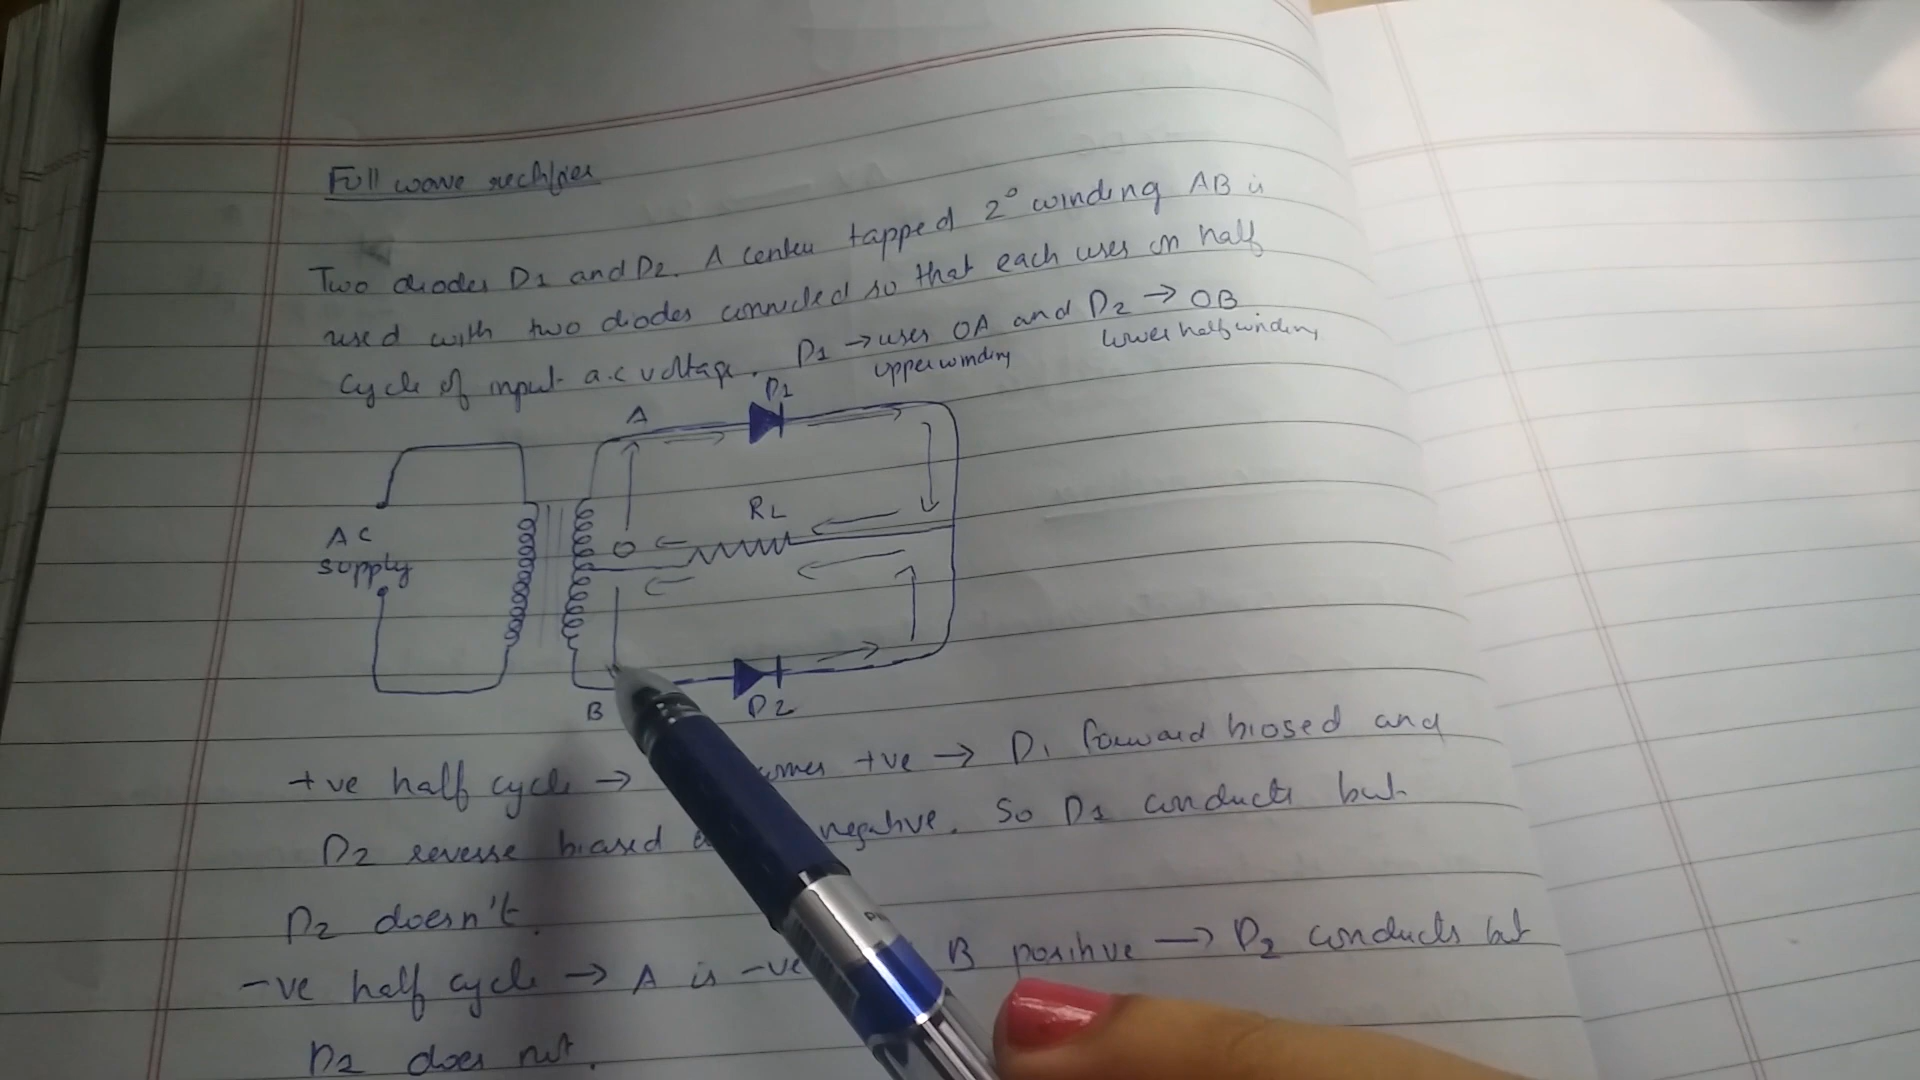 Full wave rectifier
Two diodes D1 and D2. A center tapped 2° winding AB is
used with two diodes connected so that each uses on half
cycle of input a.c voltage. D1 → uses OA and D2 → OB
upper winding lower half winding
D1
A
RL
AC
supply
O
B
D2
+ve half cycle → +ve → D1 forward biased and
D2 reverse biased negative. So D1 conducts but
D2 doesn't.
-ve half cycle → A is -ve B positive → D2 conducts but
D2 does not.